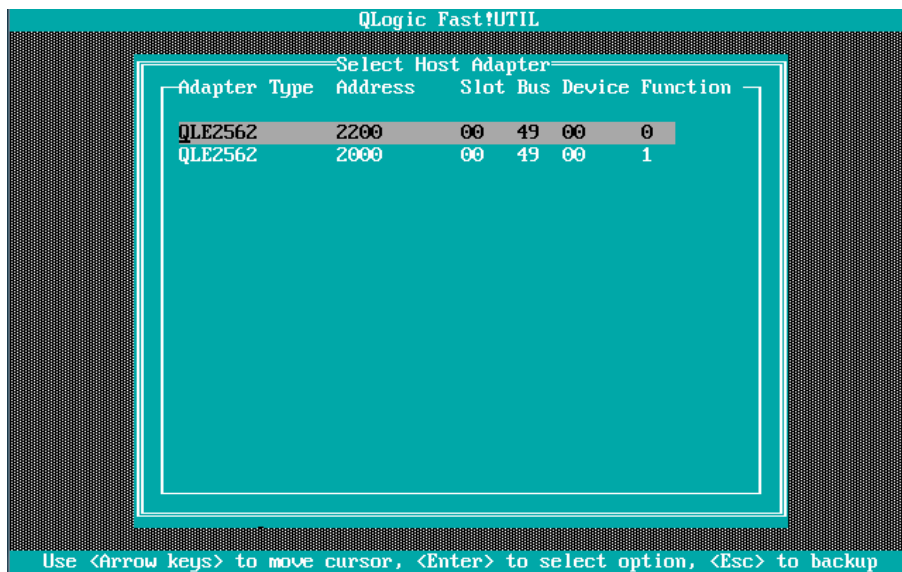 QLogic Fast!UTIL
Select Host Adapter
Adapter Type Address Slot Bus Device Function
QLE2562 2200 00 49 00 0
QLE2562 2000 00 49 00 1
Use <Arrow keys> to move cursor, <Enter> to select option, <Esc> to backup